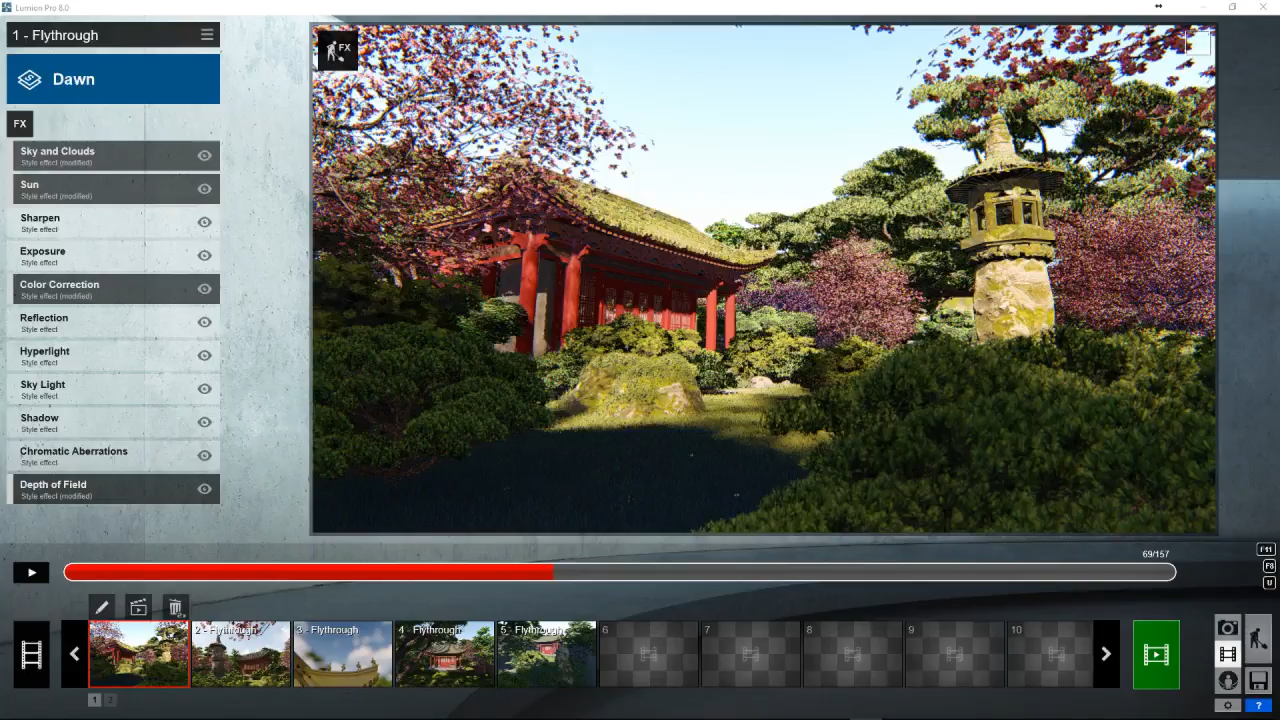 Lumion Pro 8.0
1 - Flythrough
Dawn
FX
Sky and Clouds
Style effect (modified)
Sun
Style effect (modified)
Sharpen
Style effect
Exposure
Style effect
Color Correction
Style effect (modified)
Reflection
Style effect
Hyperlight
Style effect
Sky Light
Style effect
Shadow
Style effect
Chromatic Aberrations
Style effect
Depth of Field
Style effect (modified)
FX
69/157
F11
F8
U
2 - Flythrough
3 - Flythrough
4 - Flythrough
5 - Flythrough
6
7
8
9
10
1
2
?